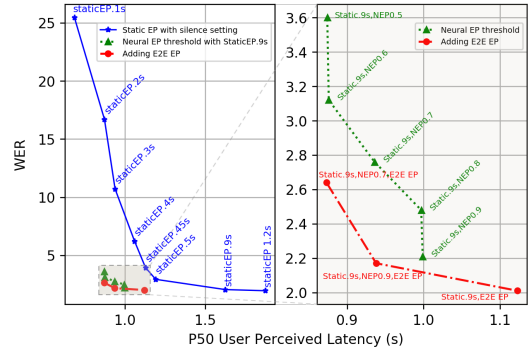 staticEP.1s
Static EP with silence setting
Neural EP threshold with StaticEP.9s
Adding E2E EP
staticEP.2s
staticEP.3s
staticEP.4s
staticEP.45s
staticEP.5s
staticEP.9s
staticEP 1.2s
25
20
15
10
5
1.0
1.5
WER
Static.9s,NEP0.5
Neural EP threshold
Adding E2E EP
Static.9s,NEP0.6
Static.9s,NEP0.7
Static.9s,NEP0.8
Static.9s,NEP0.9
Static.9s,NEP0.7,E2E EP
Static.9s,NEP0.9,E2E EP
Static.9s,E2E EP
3.6
3.4
3.2
3.0
2.8
2.6
2.4
2.2
2.0
0.9
1.0
1.1
P50 User Perceived Latency (s)